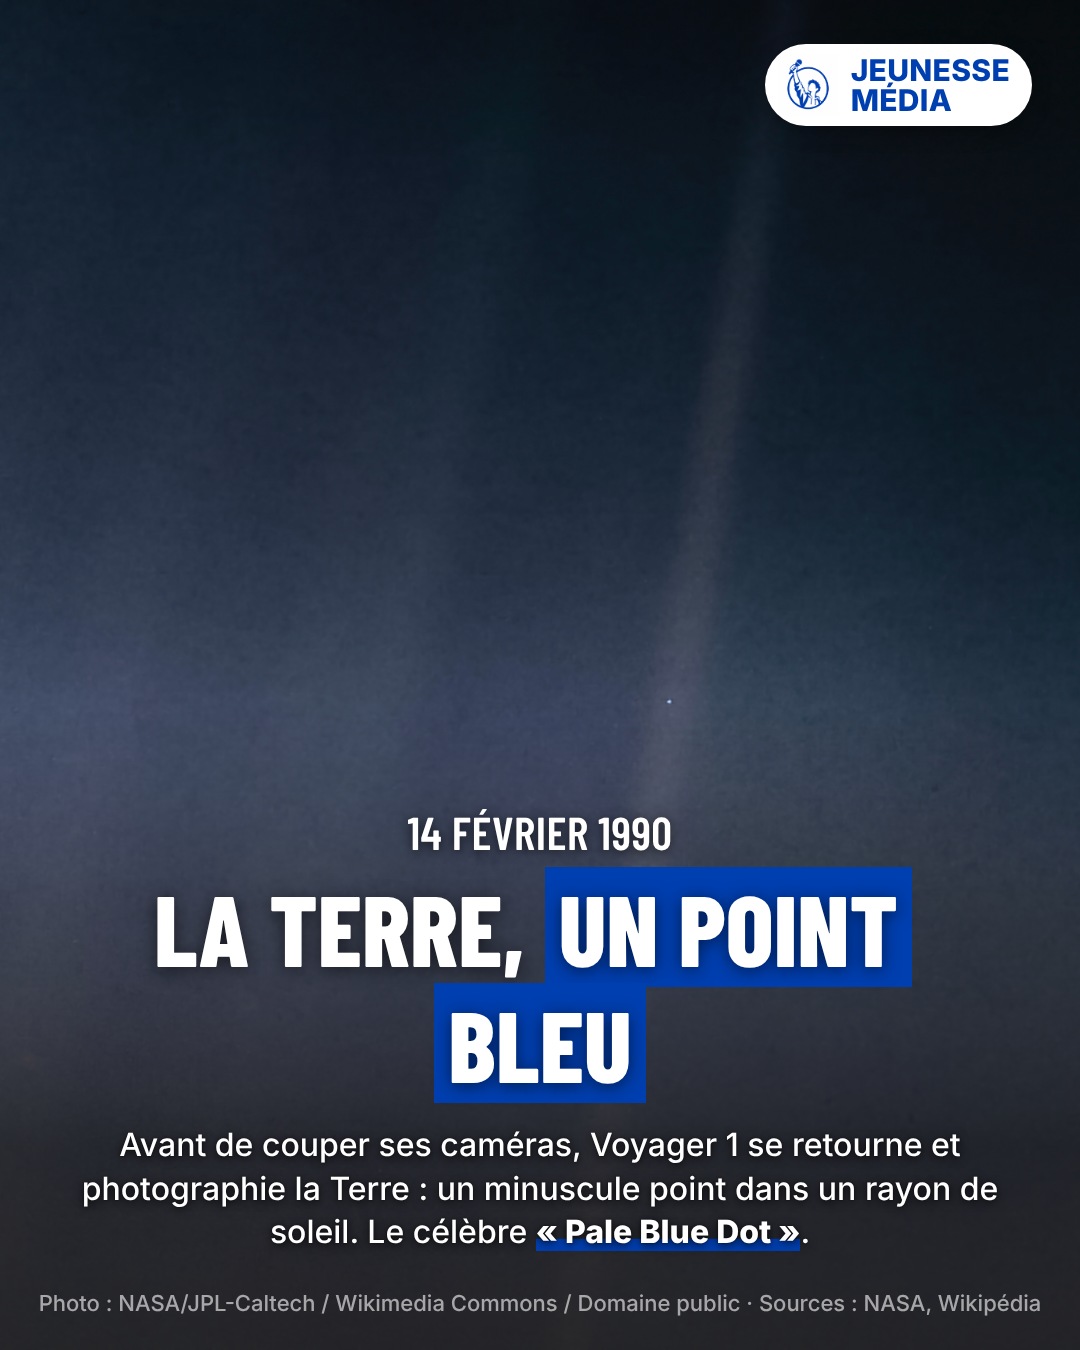 JEUNESSE
MÉDIA
14 FÉVRIER 1990
LA TERRE, UN POINT
BLEU
Avant de couper ses caméras, Voyager 1 se retourne et
photographie la Terre : un minuscule point dans un rayon de
soleil. Le célèbre « Pale Blue Dot ».
Photo : NASA/JPL-Caltech / Wikimedia Commons / Domaine public · Sources : NASA, Wikipédia